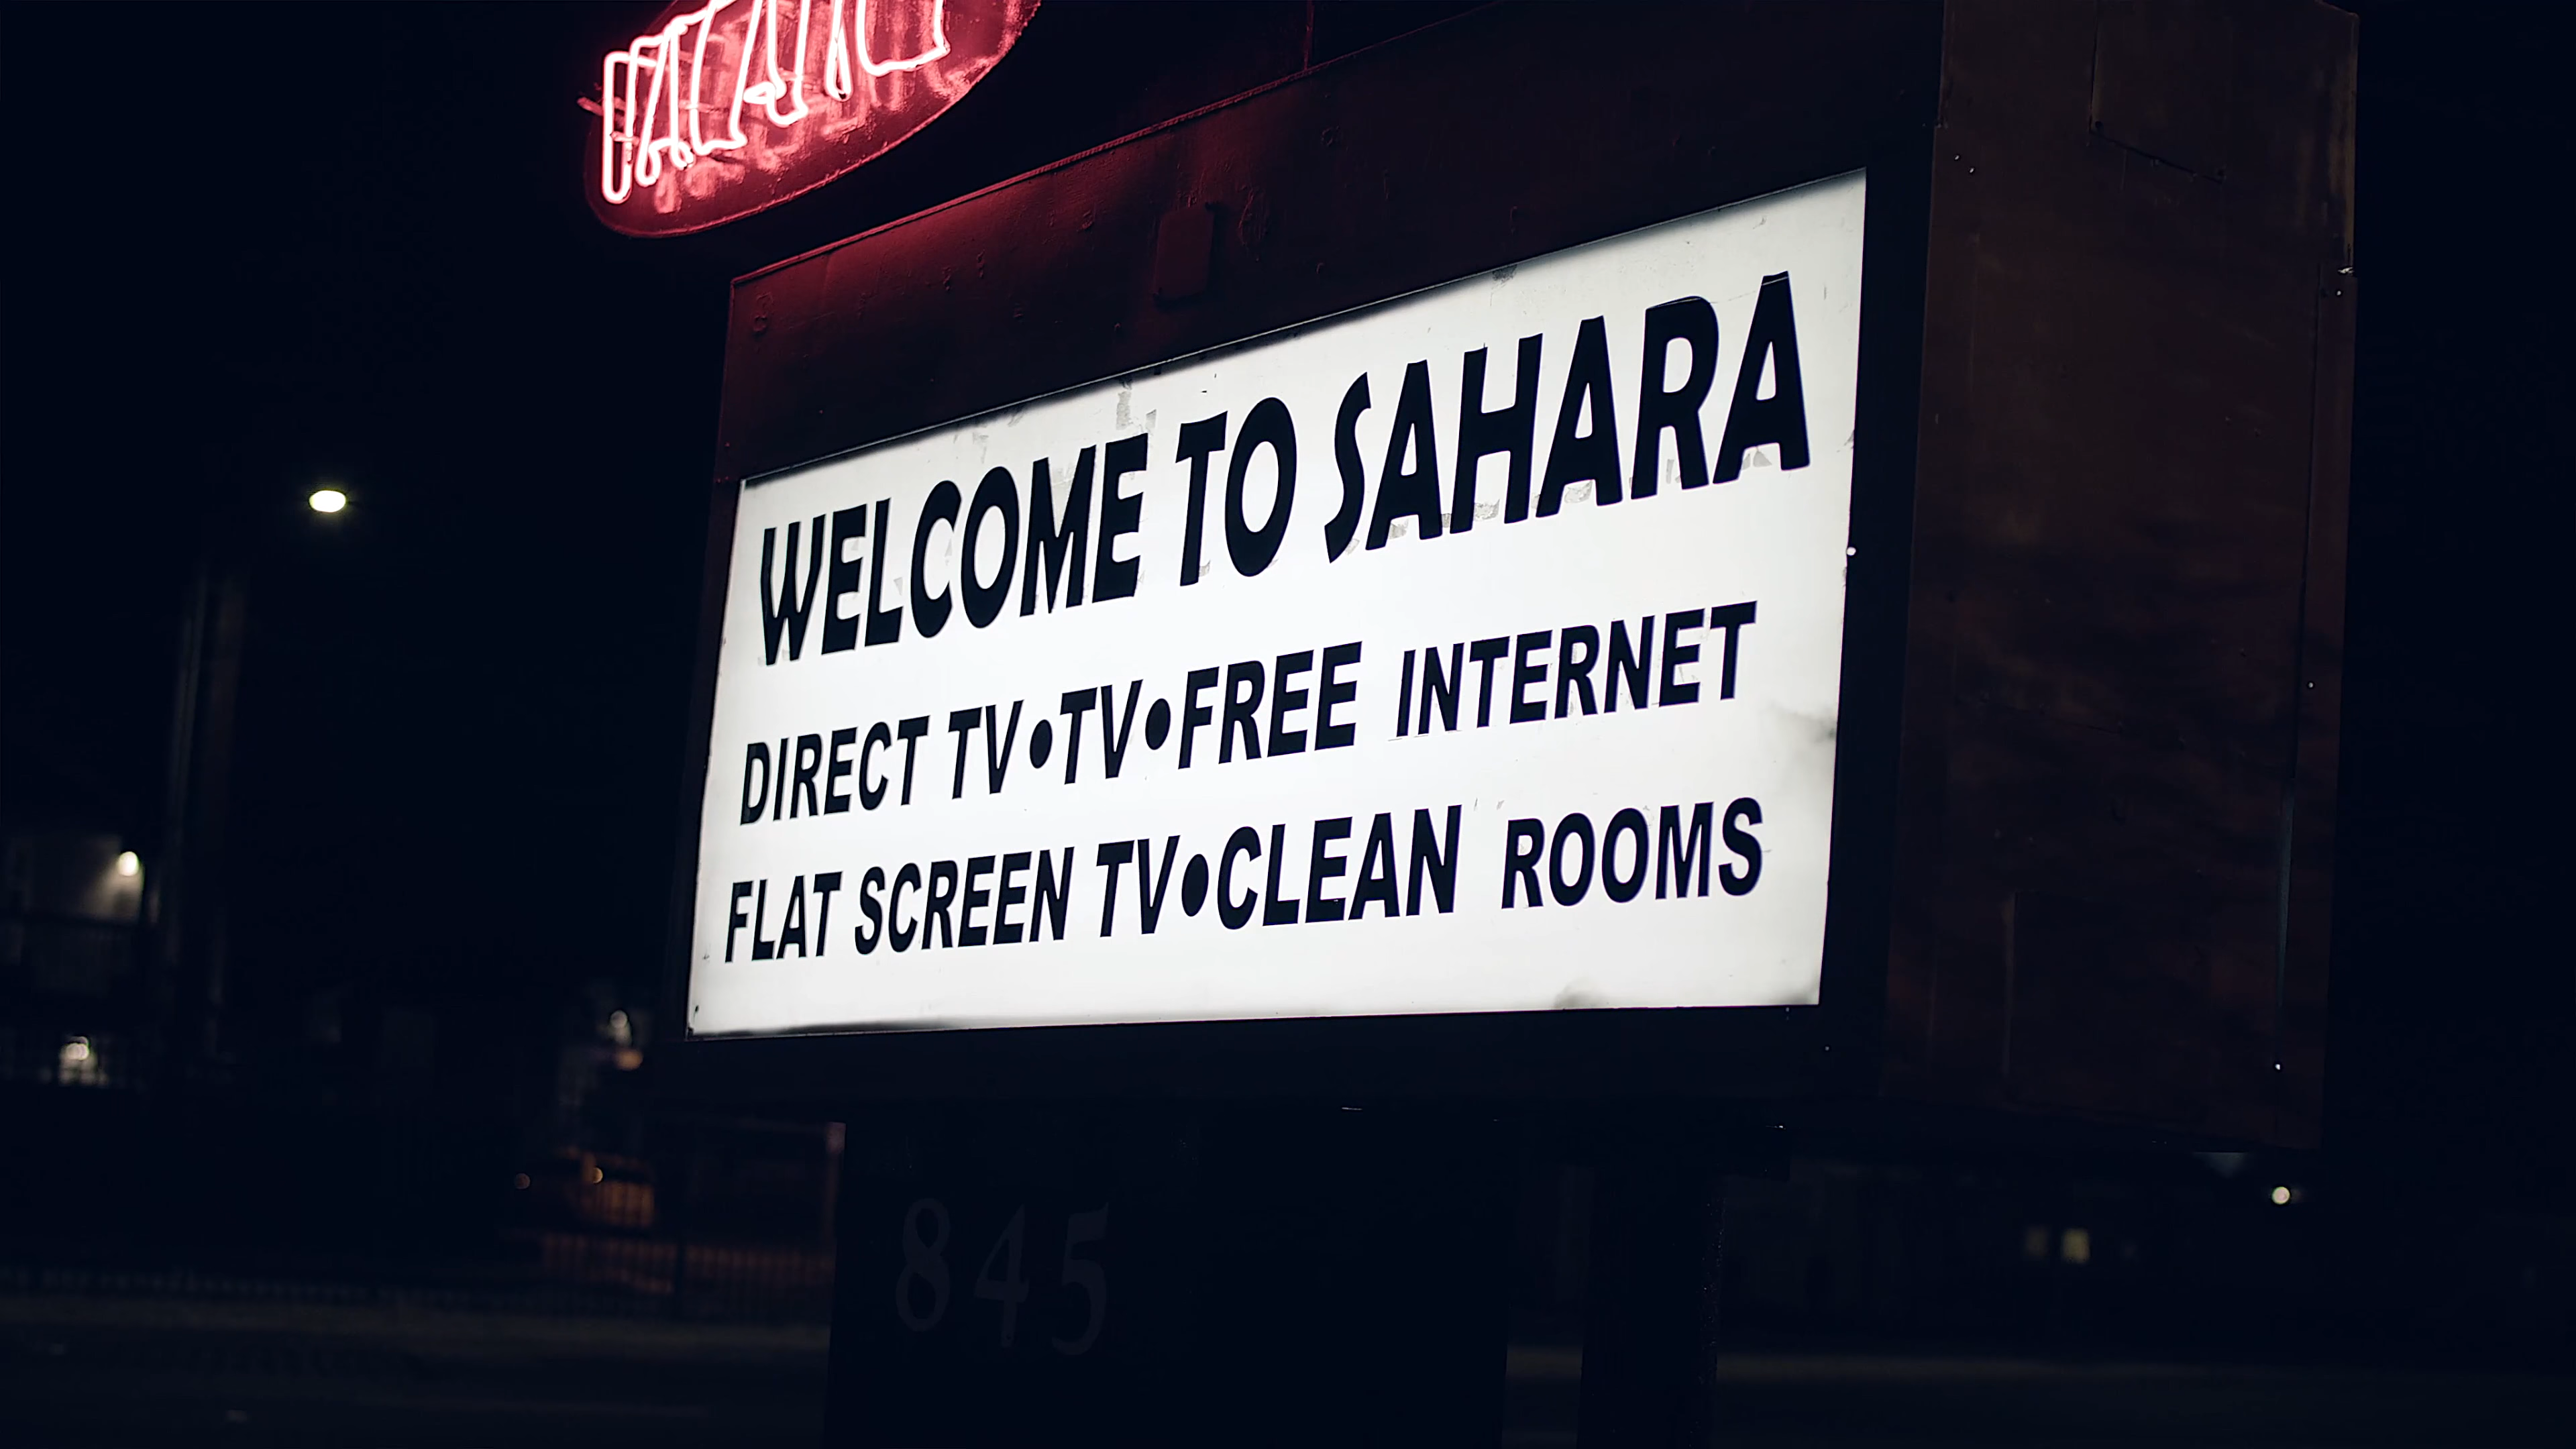 WELCOME TO SAHARA
DIRECT TV•TV•FREE INTERNET
FLAT SCREEN TV•CLEAN ROOMS
845